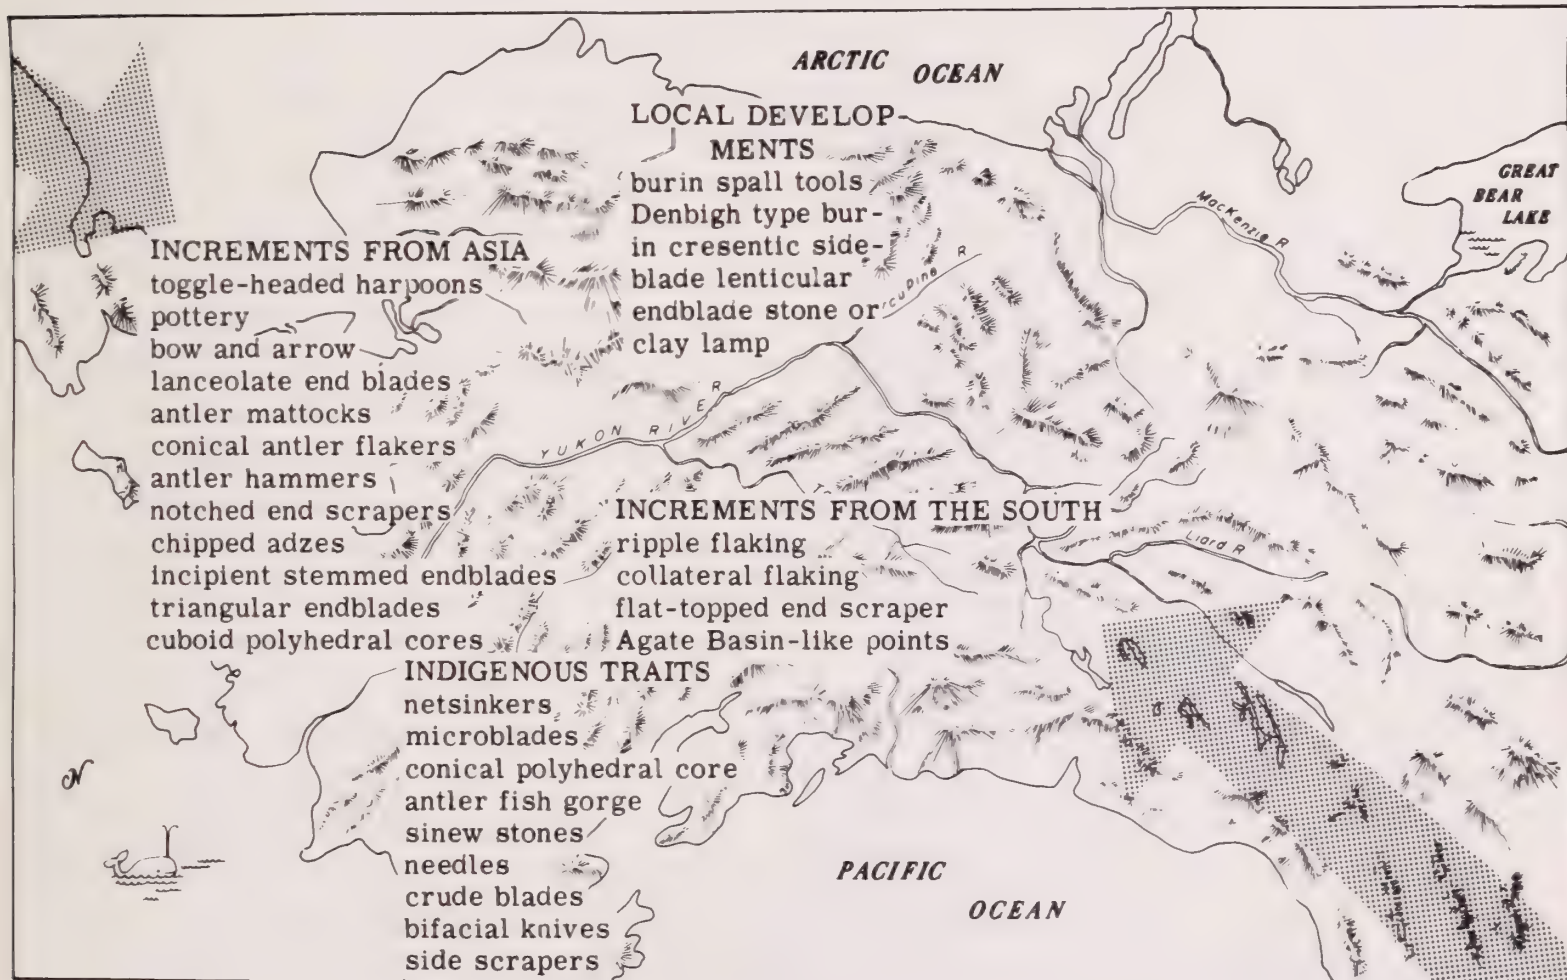 ARCTIC OCEAN
GREAT
BEAR
LAKE
MacKenzie R
LOCAL DEVELOP-
MENTS
burin spall tools
Denbigh type bur-
in cresentic side-
blade lenticular
endblade stone or
clay lamp
rcupine R
INCREMENTS FROM ASIA
toggle-headed harpoons
pottery
bow and arrow
lanceolate end blades
antler mattocks
conical antler flakers
antler hammers
notched end scrapers
chipped adzes
incipient stemmed endblades
triangular endblades
cuboid polyhedral cores
YUKON RIVER R
INCREMENTS FROM THE SOUTH
ripple flaking
collateral flaking
flat-topped end scraper
Agate Basin-like points
Liard R
INDIGENOUS TRAITS
netsinkers
microblades
conical polyhedral core
antler fish gorge
sinew stones
needles
crude blades
bifacial knives
side scrapers
N
PACIFIC
OCEAN